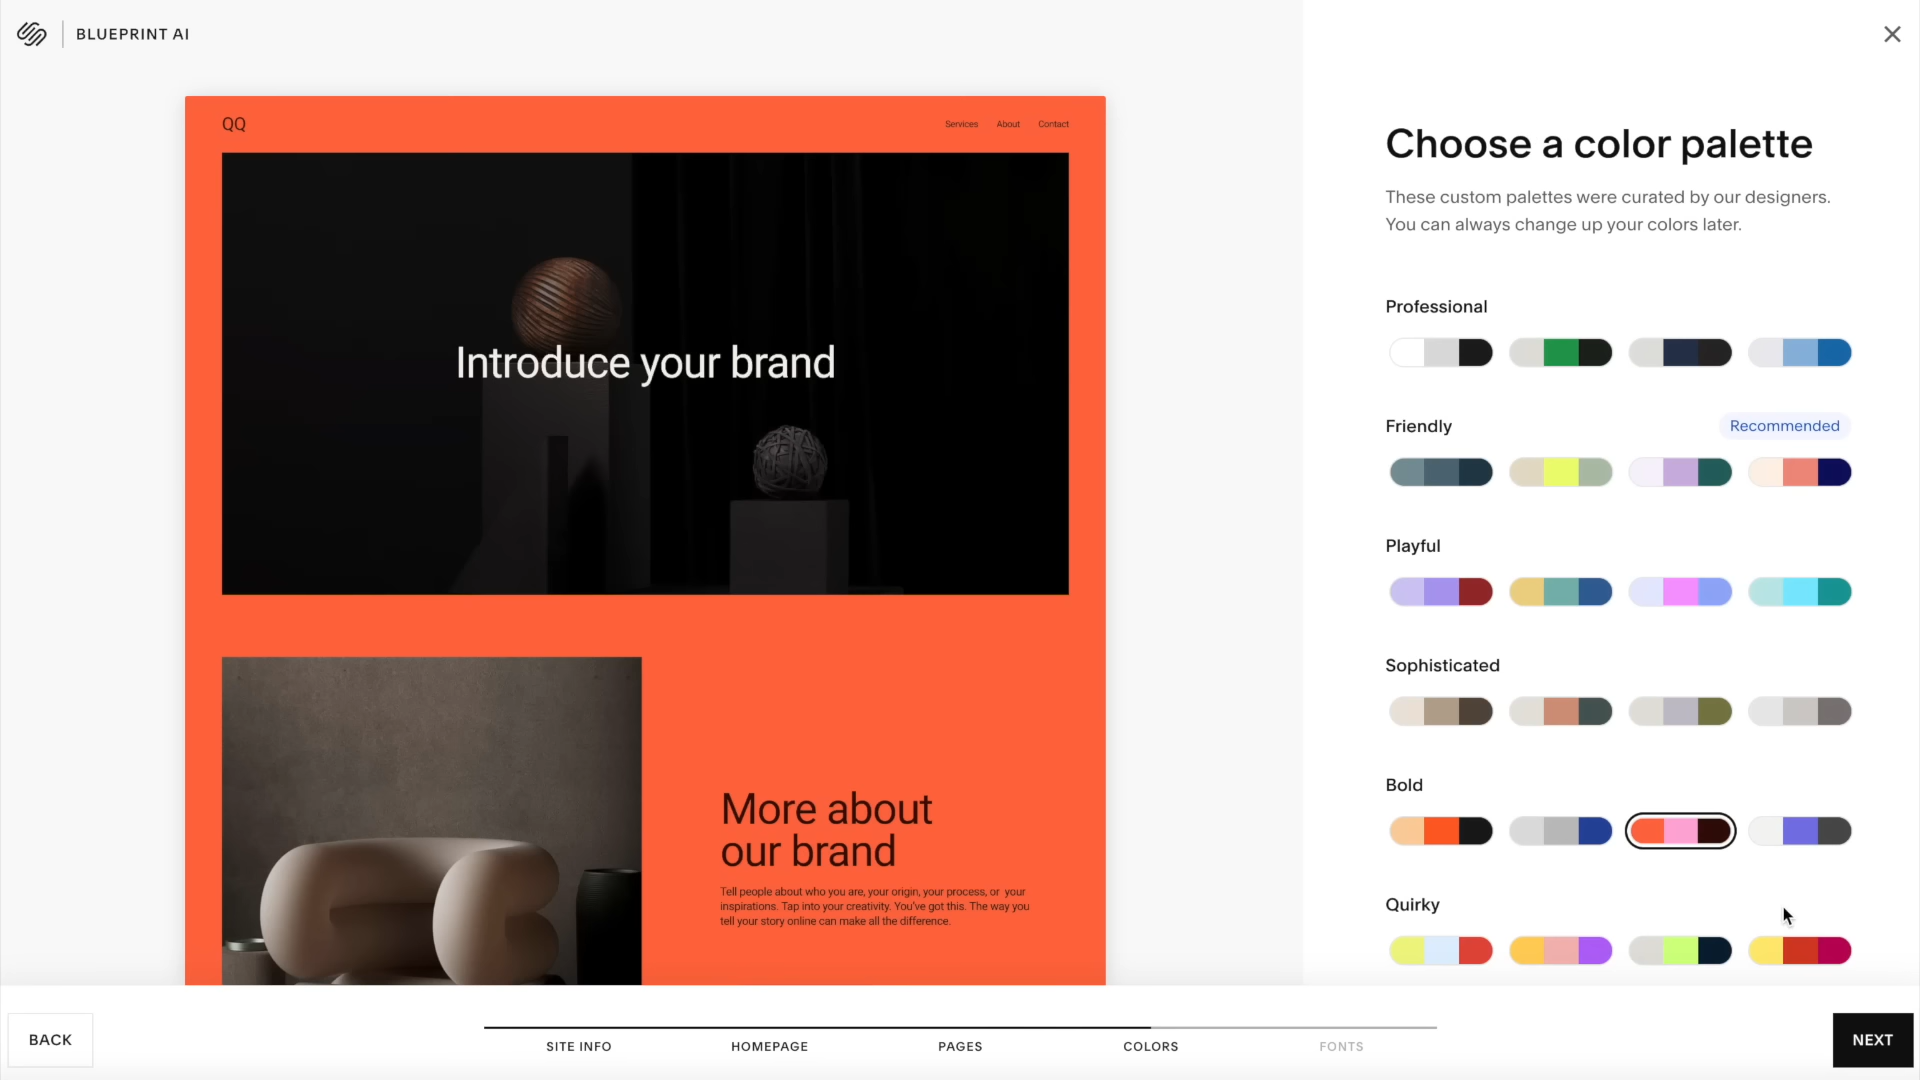 BLUEPRINT AI
QQ
Services About Contact
Introduce your brand
More about
our brand
Tell people about who you are, your origin, your process, or your
inspirations. Tap into your creativity. You've got this. The way you
tell your story online can make all the difference.
Choose a color palette
These custom palettes were curated by our designers.
You can always change up your colors later.
Professional
Friendly Recommended
Playful
Sophisticated
Bold
Quirky
BACK
SITE INFO HOMEPAGE PAGES COLORS FONTS
NEXT